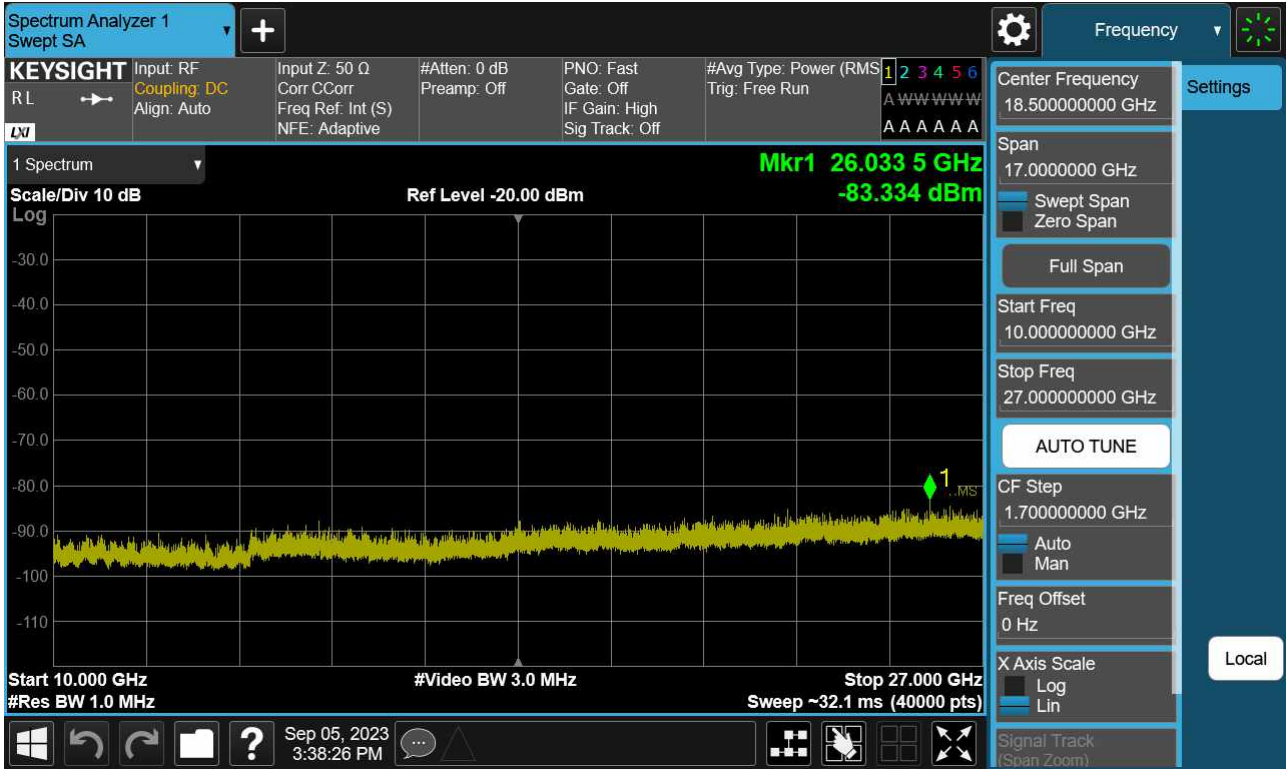 Spectrum Analyzer 1
Swept SA
Frequency
KEYSIGHT
R L
LXI
Input: RF
Coupling: DC
Align: Auto
Input Z: 50 Ω
Corr CCorr
Freq Ref: Int (S)
NFE: Adaptive
#Atten: 0 dB
Preamp: Off
PNO: Fast
Gate: Off
IF Gain: High
Sig Track: Off
#Avg Type: Power (RMS
Trig: Free Run
1 2 3 4 5 6
A W W W W W
A A A A A A
1 Spectrum
Scale/Div 10 dB
Ref Level -20.00 dBm
Mkr1 26.033 5 GHz
-83.334 dBm
Log
-30.0
-40.0
-50.0
-60.0
-70.0
-80.0
-90.0
-100
-110
1
Start 10.000 GHz
#Res BW 1.0 MHz
#Video BW 3.0 MHz
Stop 27.000 GHz
Sweep ~32.1 ms (40000 pts)
Sep 05, 2023
3:38:26 PM
?
Center Frequency
18.500000000 GHz
Span
17.0000000 GHz
Swept Span
Zero Span
Full Span
Start Freq
10.000000000 GHz
Stop Freq
27.000000000 GHz
AUTO TUNE
CF Step
1.700000000 GHz
Auto
Man
Freq Offset
0 Hz
X Axis Scale
Log
Lin
Signal Track
(Span Zoom)
Settings
Local